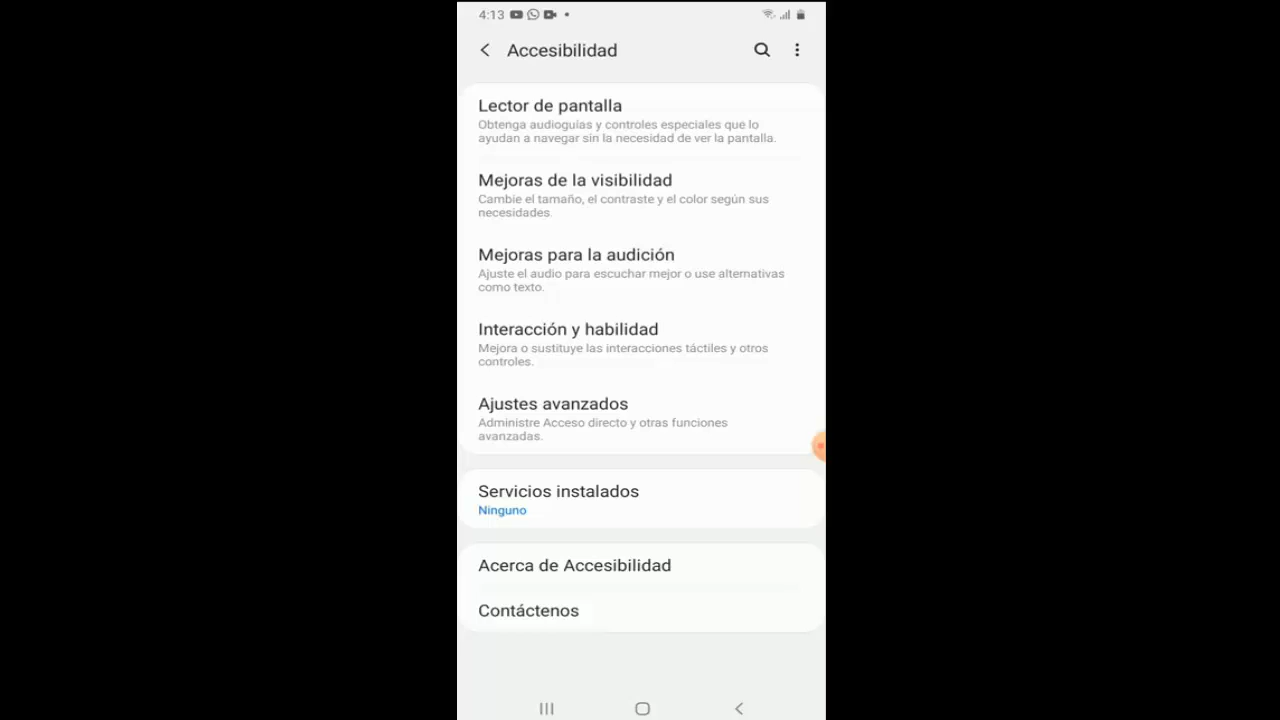 4:13
Accesibilidad
Lector de pantalla
Obtenga audioguías y controles especiales que lo
ayudan a navegar sin la necesidad de ver la pantalla.
Mejoras de la visibilidad
Cambie el tamaño, el contraste y el color según sus
necesidades.
Mejoras para la audición
Ajuste el audio para escuchar mejor o use alternativas
como texto.
Interacción y habilidad
Mejora o sustituye las interacciones táctiles y otros
controles.
Ajustes avanzados
Administre Acceso directo y otras funciones
avanzadas.
Servicios instalados
Ninguno
Acerca de Accesibilidad
Contáctenos